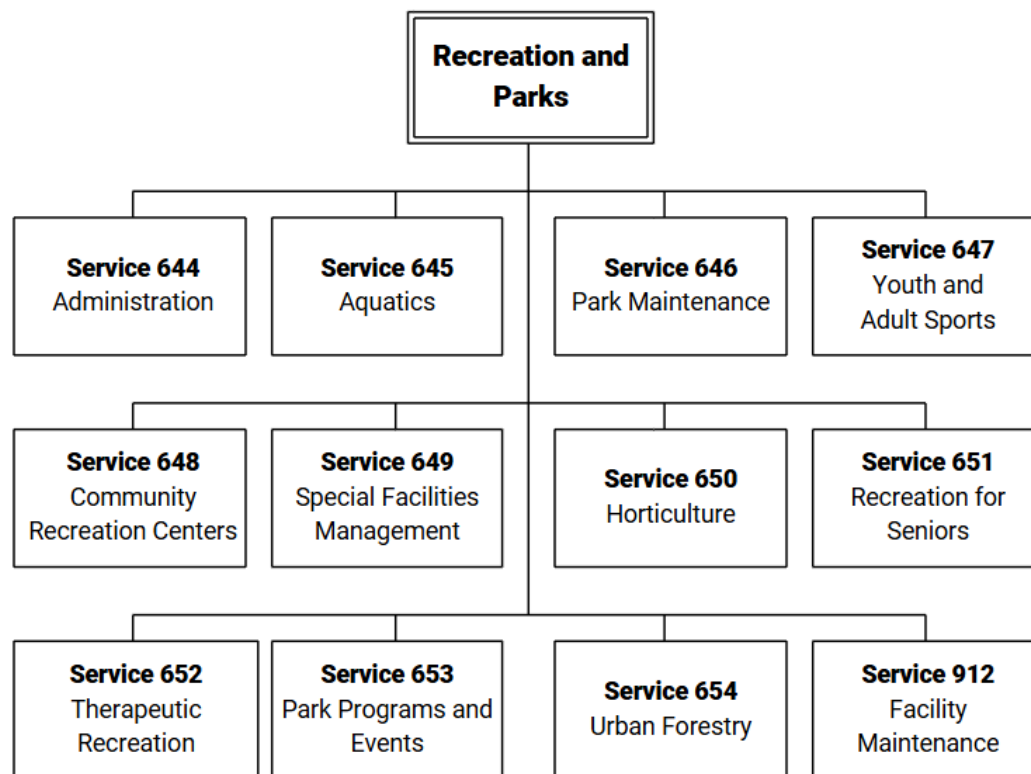 Recreation and
Parks
Service 644
Administration
Service 645
Aquatics
Service 646
Park Maintenance
Service 647
Youth and
Adult Sports
Service 648
Community
Recreation Centers
Service 649
Special Facilities
Management
Service 650
Horticulture
Service 651
Recreation for
Seniors
Service 652
Therapeutic
Recreation
Service 653
Park Programs and
Events
Service 654
Urban Forestry
Service 912
Facility
Maintenance